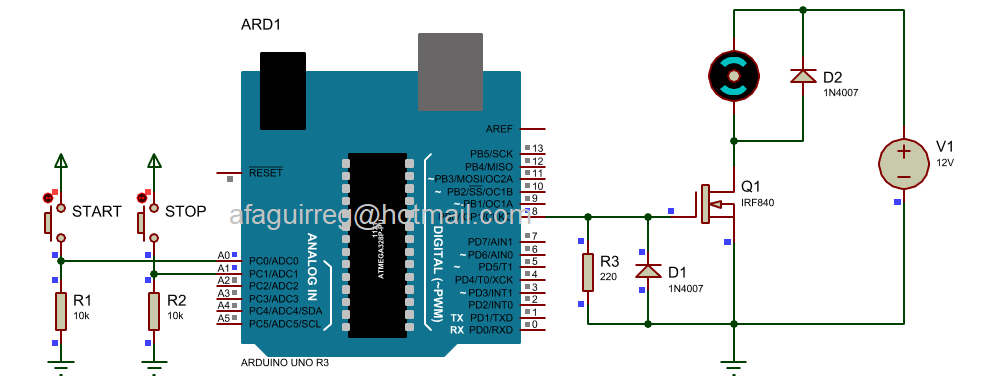 ARD1
AREF
13
PB5/SCK
12
PB4/MISO
11
~PB3/MOSI/OC2A
10
~ PB2/SS/OC1B
9
~ PB1/OC1A
8
RESET
7
PD7/AIN1
6
~ PD6/AIN0
5
~ PD5/T1
4
PD4/T0/XCK
3
~ PD3/INT1
2
PD2/INT0
1
TX PD1/TXD
0
RX PD0/RXD
A0
PC0/ADC0
A1
PC1/ADC1
A2
PC2/ADC2
A3
PC3/ADC3
A4
PC4/ADC4/SDA
A5
PC5/ADC5/SCL
ANALOG IN
ATMEGA328P-PU
1121
DIGITAL (~PWM)
ARDUINO UNO R3
afaguirreg@hotmail.com
START
STOP
R1
10k
R2
10k
R3
220
D1
1N4007
D2
1N4007
Q1
IRF840
V1
12V